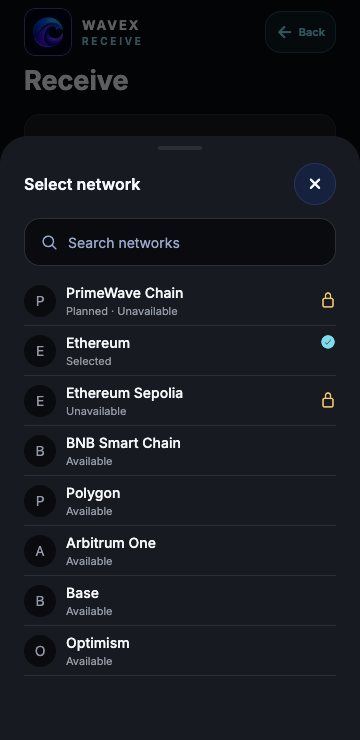 WAVEX
RECEIVE
Back
Receive
Select network
Search networks
P
PrimeWave Chain
Planned · Unavailable
E
Ethereum
Selected
E
Ethereum Sepolia
Unavailable
B
BNB Smart Chain
Available
P
Polygon
Available
A
Arbitrum One
Available
B
Base
Available
O
Optimism
Available